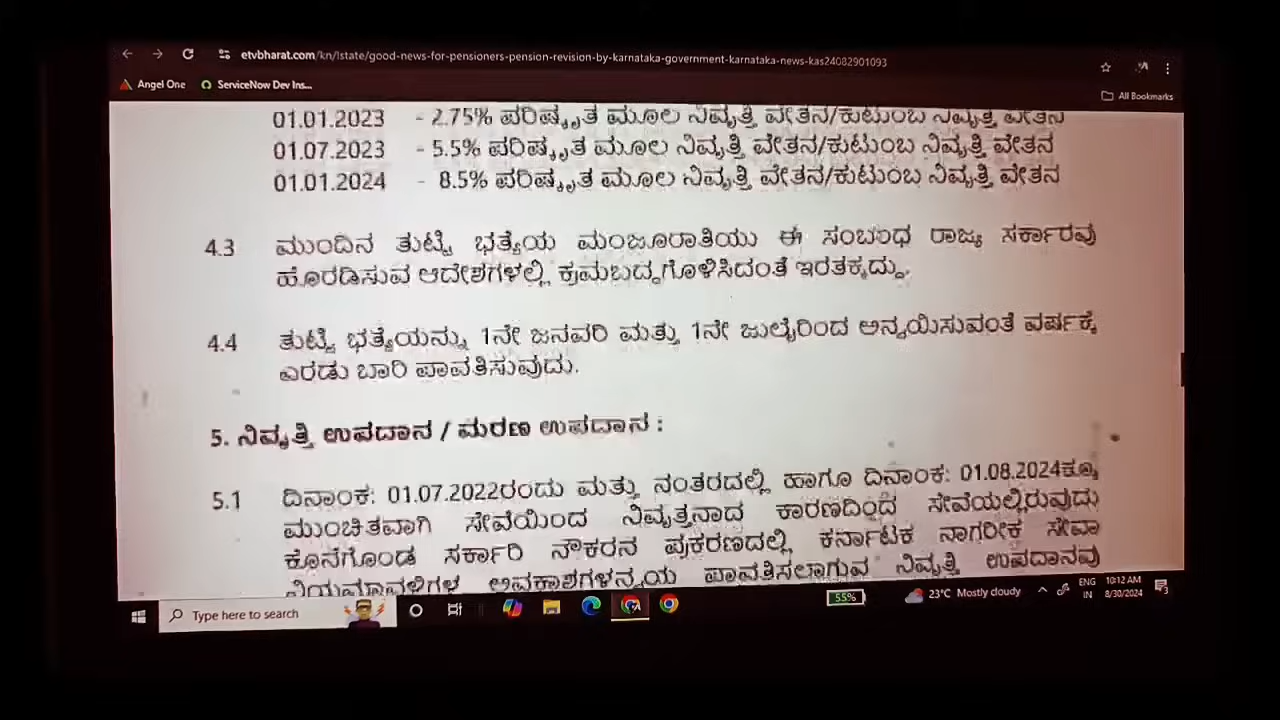 etvbharat.com/kn/!state/good-news-for-pensioners-pension-revision-by-karnataka-government-karnataka-news-kas24082901093
Angel One ServiceNow Dev Ins... All Bookmarks
01.01.2023 - 2.75% ಪರಿಷ್ಕೃತ ಮೂಲ ನಿವೃತ್ತಿ ವೇತನ/ಕುಟುಂಬ ನಿವೃತ್ತಿ ವೇತನ
01.07.2023 - 5.5% ಪರಿಷ್ಕೃತ ಮೂಲ ನಿವೃತ್ತಿ ವೇತನ/ಕುಟುಂಬ ನಿವೃತ್ತಿ ವೇತನ
01.01.2024 - 8.5% ಪರಿಷ್ಕೃತ ಮೂಲ ನಿವೃತ್ತಿ ವೇತನ/ಕುಟುಂಬ ನಿವೃತ್ತಿ ವೇತನ
4.3 ಮುಂದಿನ ತುಟ್ಟಿ ಭತ್ಯೆಯ ಮಂಜೂರಾತಿಯು ಈ ಸಂಬಂಧ ರಾಜ್ಯ ಸರ್ಕಾರವು
ಹೊರಡಿಸುವ ಆದೇಶಗಳಲ್ಲಿ ಕ್ರಮಬದ್ಧಗೊಳಿಸಿದಂತೆ ಇರತಕ್ಕದ್ದು.
4.4 ತುಟ್ಟಿ ಭತ್ಯೆಯನ್ನು 1ನೇ ಜನವರಿ ಮತ್ತು 1ನೇ ಜುಲೈರಿಂದ ಅನ್ವಯಿಸುವಂತೆ ವರ್ಷಕ್ಕೆ
ಎರಡು ಬಾರಿ ಪಾವತಿಸುವುದು.
5. ನಿವೃತ್ತಿ ಉಪದಾನ / ಮರಣ ಉಪದಾನ :
5.1 ದಿನಾಂಕ: 01.07.2022ರಂದು ಮತ್ತು ನಂತರದಲ್ಲಿ ಹಾಗೂ ದಿನಾಂಕ: 01.08.2024ಕ್ಕೂ
ಮುಂಚಿತವಾಗಿ ಸೇವೆಯಿಂದ ನಿವೃತ್ತನಾದ ಕಾರಣದಿಂದ ಸೇವೆಯಲ್ಲಿರುವುದು
ಕೊನೆಗೊಂಡ ಸರ್ಕಾರಿ ನೌಕರನ ಪ್ರಕರಣದಲ್ಲಿ ಕರ್ನಾಟಕ ನಾಗರೀಕ ಸೇವಾ
ನಿಯಮಾವಳಿಗಳ ಅವಕಾಶಗಳನ್ವಯ ಪಾವತಿಸಲಾಗುವ ನಿವೃತ್ತಿ ಉಪದಾನವು
Type here to search 55% 23°C Mostly cloudy ENG IN 10:12 AM 8/30/2024 3